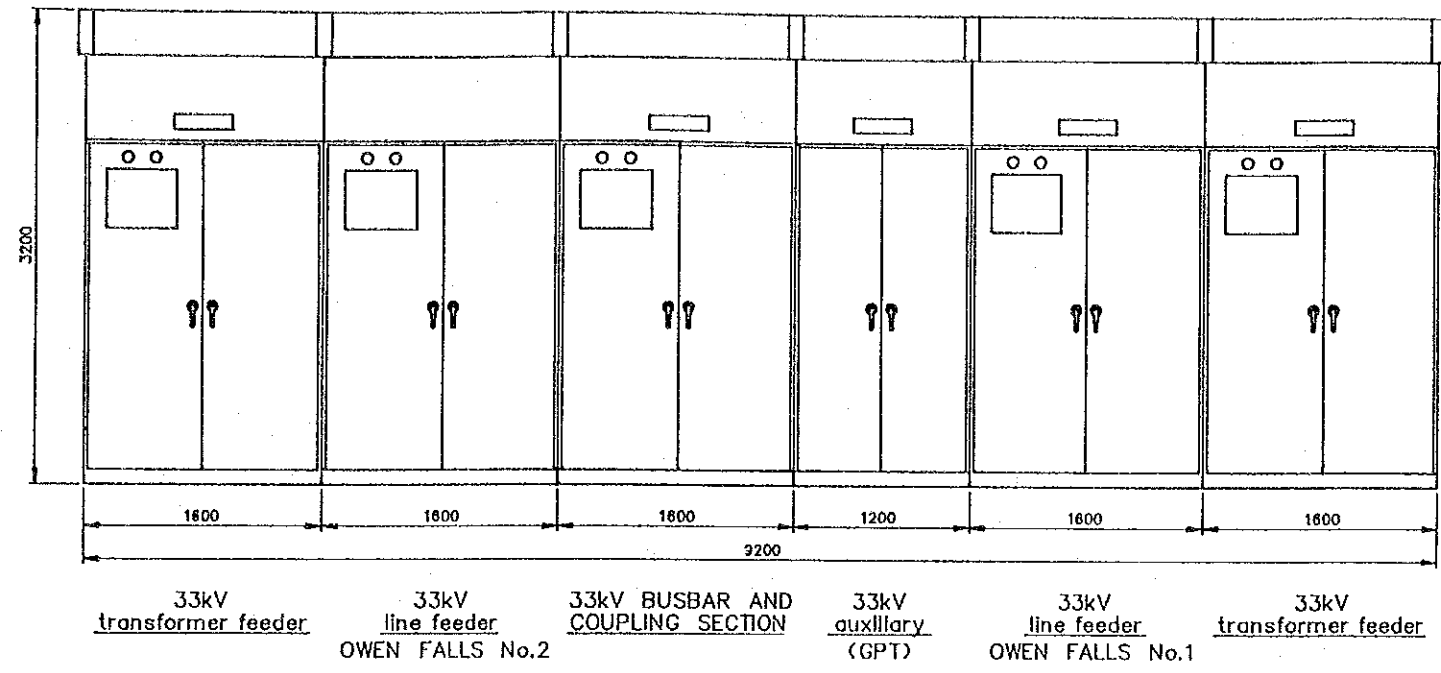 3200
1600
1600
1600
1200
1600
1600
9200
33kV
transformer feeder
33kV
line feeder
OWEN FALLS No.2
33kV BUSBAR AND
COUPLING SECTION
33kV
auxiliary
(GPT)
33kV
line feeder
OWEN FALLS No.1
33kV
transformer feeder